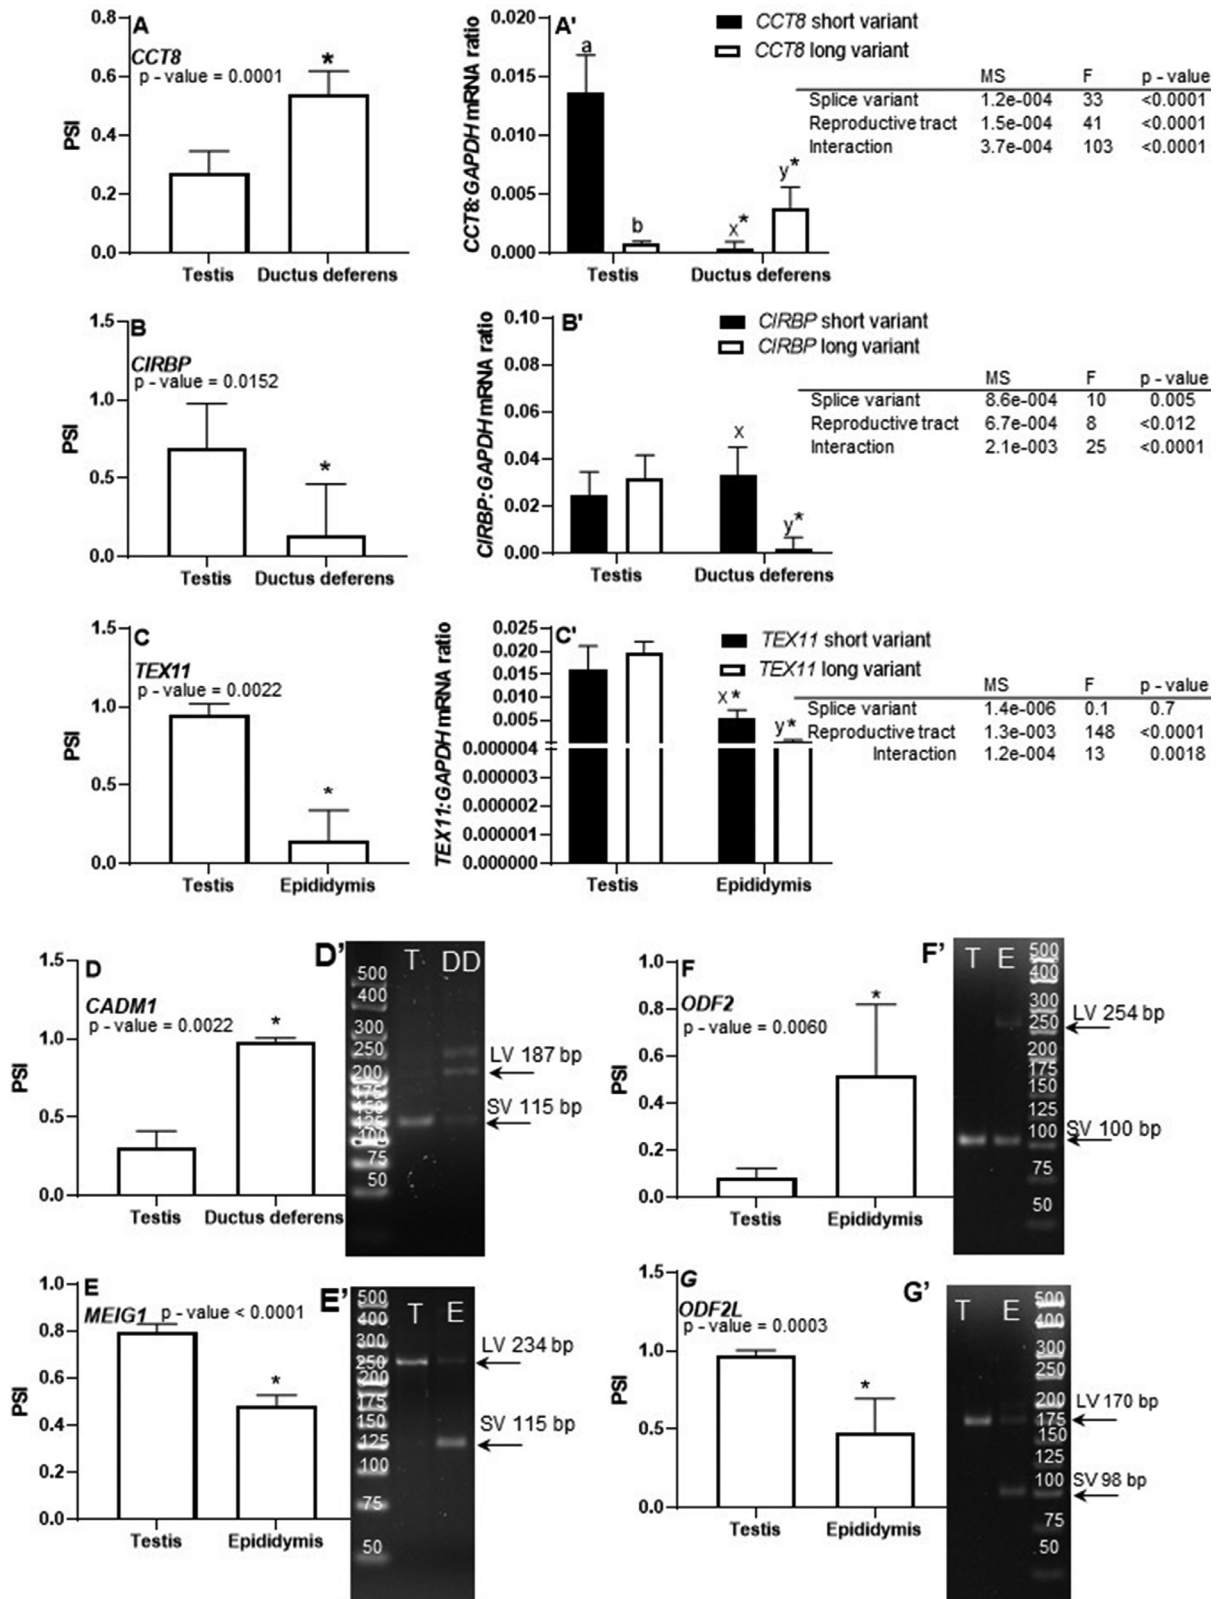 A
CCT8
p - value = 0.0001
*
PSI
0.8
0.6
0.4
0.2
0.0
Testis
Ductus deferens
A'
CCT8:GAPDH mRNA ratio
0.020
0.015
0.010
0.005
0.000
a
b
x*
y*
Testis
Ductus deferens
CCT8 short variant
CCT8 long variant
MS F p - value
Splice variant 1.2e-004 33 <0.0001
Reproductive tract 1.5e-004 41 <0.0001
Interaction 3.7e-004 103 <0.0001
B
CIRBP
p - value = 0.0152
*
PSI
1.5
1.0
0.5
0.0
Testis
Ductus deferens
B'
CIRBP:GAPDH mRNA ratio
0.10
0.08
0.06
0.04
0.02
0.00
x
y*
Testis
Ductus deferens
CIRBP short variant
CIRBP long variant
MS F p - value
Splice variant 8.6e-004 10 0.005
Reproductive tract 6.7e-004 8 <0.012
Interaction 2.1e-003 25 <0.0001
C
TEX11
p - value = 0.0022
*
PSI
1.5
1.0
0.5
0.0
Testis
Epididymis
C'
TEX11:GAPDH mRNA ratio
0.025
0.020
0.015
0.010
0.005
0.000004
0.000003
0.000002
0.000001
0.000000
x*
y*
Testis
Epididymis
TEX11 short variant
TEX11 long variant
MS F p - value
Splice variant 1.4e-006 0.1 0.7
Reproductive tract 1.3e-003 148 <0.0001
Interaction 1.2e-004 13 0.0018
D
CADM1
p - value = 0.0022
*
PSI
1.5
1.0
0.5
0.0
Testis
Ductus deferens
D'
T DD
500
400
300
250
200
175
150
125
100
75
50
LV 187 bp
SV 115 bp
F
ODF2
p - value = 0.0060
*
PSI
1.0
0.8
0.6
0.4
0.2
0.0
Testis
Epididymis
F'
T E
500
400
300
250
200
175
150
125
100
75
50
LV 254 bp
SV 100 bp
E
MEIG1 p - value < 0.0001
*
PSI
1.0
0.8
0.6
0.4
0.2
0.0
Testis
Epididymis
E'
T E
500
400
300
250
200
175
150
125
100
75
50
LV 234 bp
SV 115 bp
G
ODF2L
p - value = 0.0003
*
PSI
1.5
1.0
0.5
0.0
Testis
Epididymis
G'
T E
500
400
300
250
200
175
150
125
100
75
50
LV 170 bp
SV 98 bp